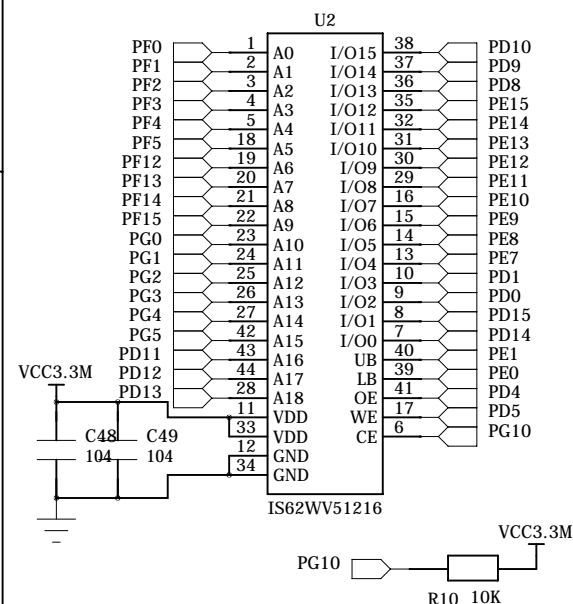 U2
PF0 1 A0 I/O15 38 PD10
PF1 2 A1 I/O14 37 PD9
PF2 3 A2 I/O13 36 PD8
PF3 4 A3 I/O12 35 PE15
PF4 5 A4 I/O11 32 PE14
PF5 18 A5 I/O10 31 PE13
PF12 19 A6 I/O9 30 PE12
PF13 20 A7 I/O8 29 PE11
PF14 21 A8 I/O7 16 PE10
PF15 22 A9 I/O6 15 PE9
PG0 23 A10 I/O5 14 PE8
PG1 24 A11 I/O4 13 PE7
PG2 25 A12 I/O3 10 PD1
PG3 26 A13 I/O2 9 PD0
PG4 27 A14 I/O1 8 PD15
PG5 42 A15 I/O0 7 PD14
PD11 43 A16 UB 40 PE1
PD12 44 A17 LB 39 PE0
PD13 28 A18 OE 41 PD4
11 VDD WE 17 PD5
33 VDD CE 6 PG10
12 GND
34 GND
VCC3.3M
C48 C49
104 104
IS62WV51216
VCC3.3M
PG10
R10 10K